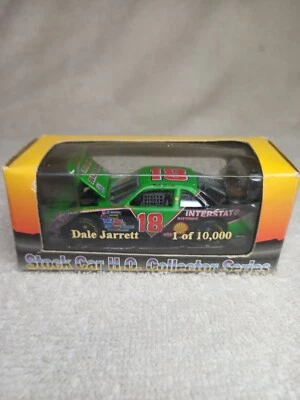 18
INTERSTATE
18
Dale Jarrett
1 of 10,000
Stock Car H.O. Collector Series